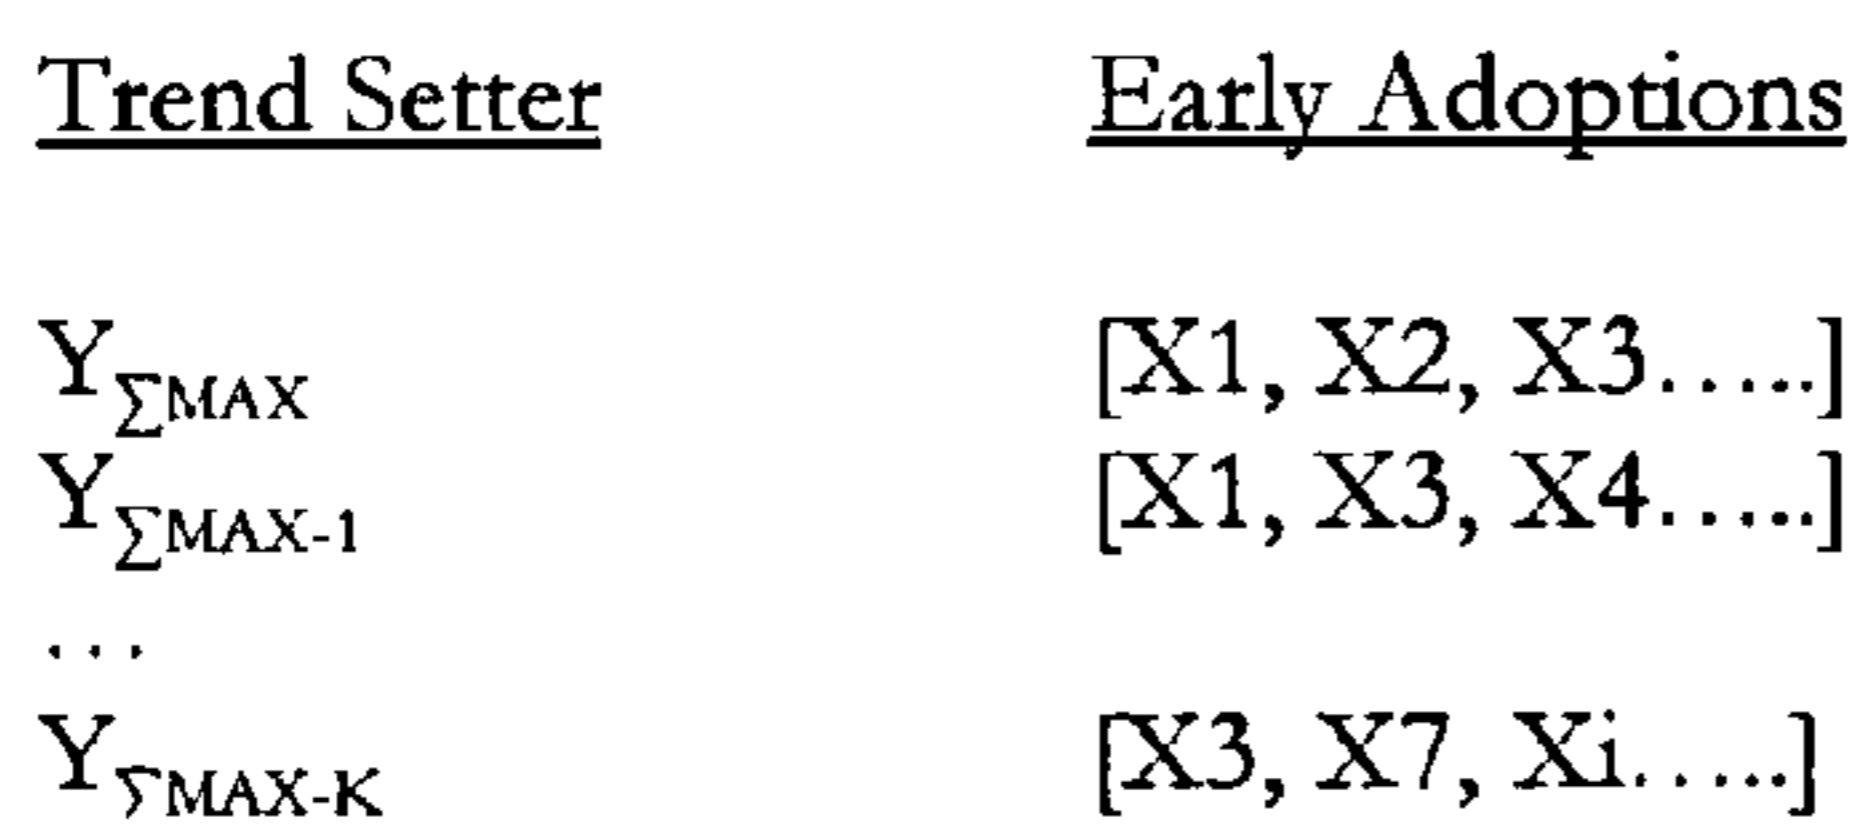 Trend Setter Early Adoptions
Y∑MAX [X1, X2, X3.....]
Y∑MAX-1 [X1, X3, X4.....]
...
Y∑MAX-K [X3, X7, Xi.....]